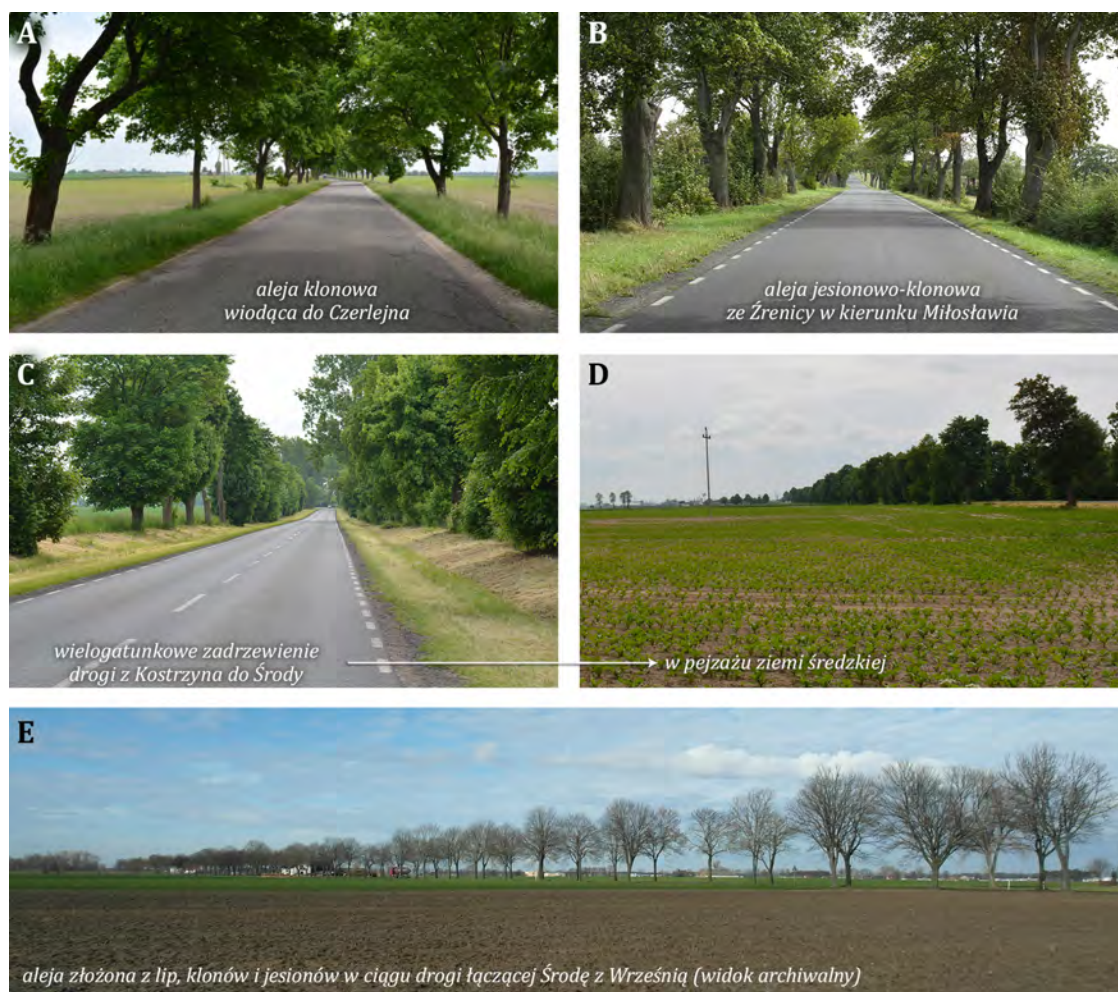 A
aleja klonowa
wiodąca do Czerlejna
B
aleja jesionowo-klonowa
ze Źrenicy w kierunku Miłosławia
C
wielogatunkowe zadrzewienie
drogi z Kostrzyna do Środy
D
w pejzażu ziemi średzkiej
E
aleja złożona z lip, klonów i jesionów w ciągu drogi łączącej Środę z Wrześnią (widok archiwalny)